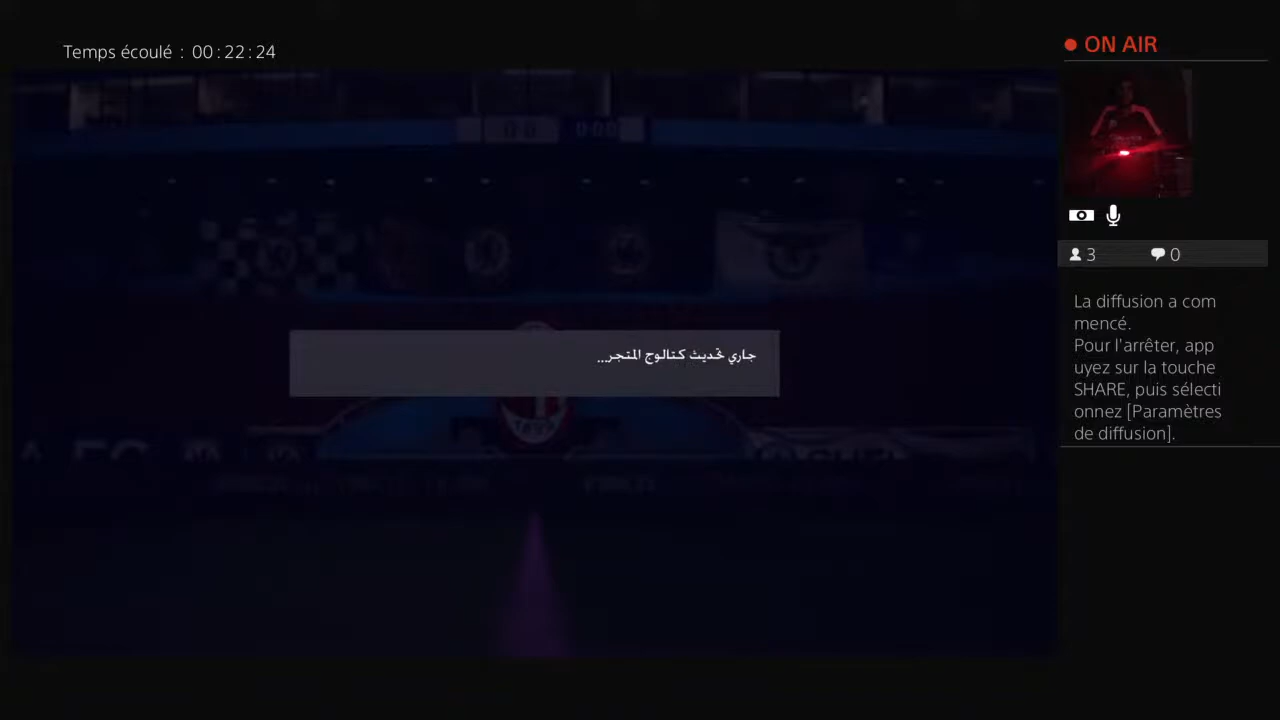 Temps écoulé : 00:22:24
ON AIR
3 0
La diffusion a com
mencé.
Pour l'arrêter, app
uyez sur la touche
SHARE, puis sélecti
onnez [Paramètres
de diffusion].
جاري تحديث كتالوج المتجر...
1899